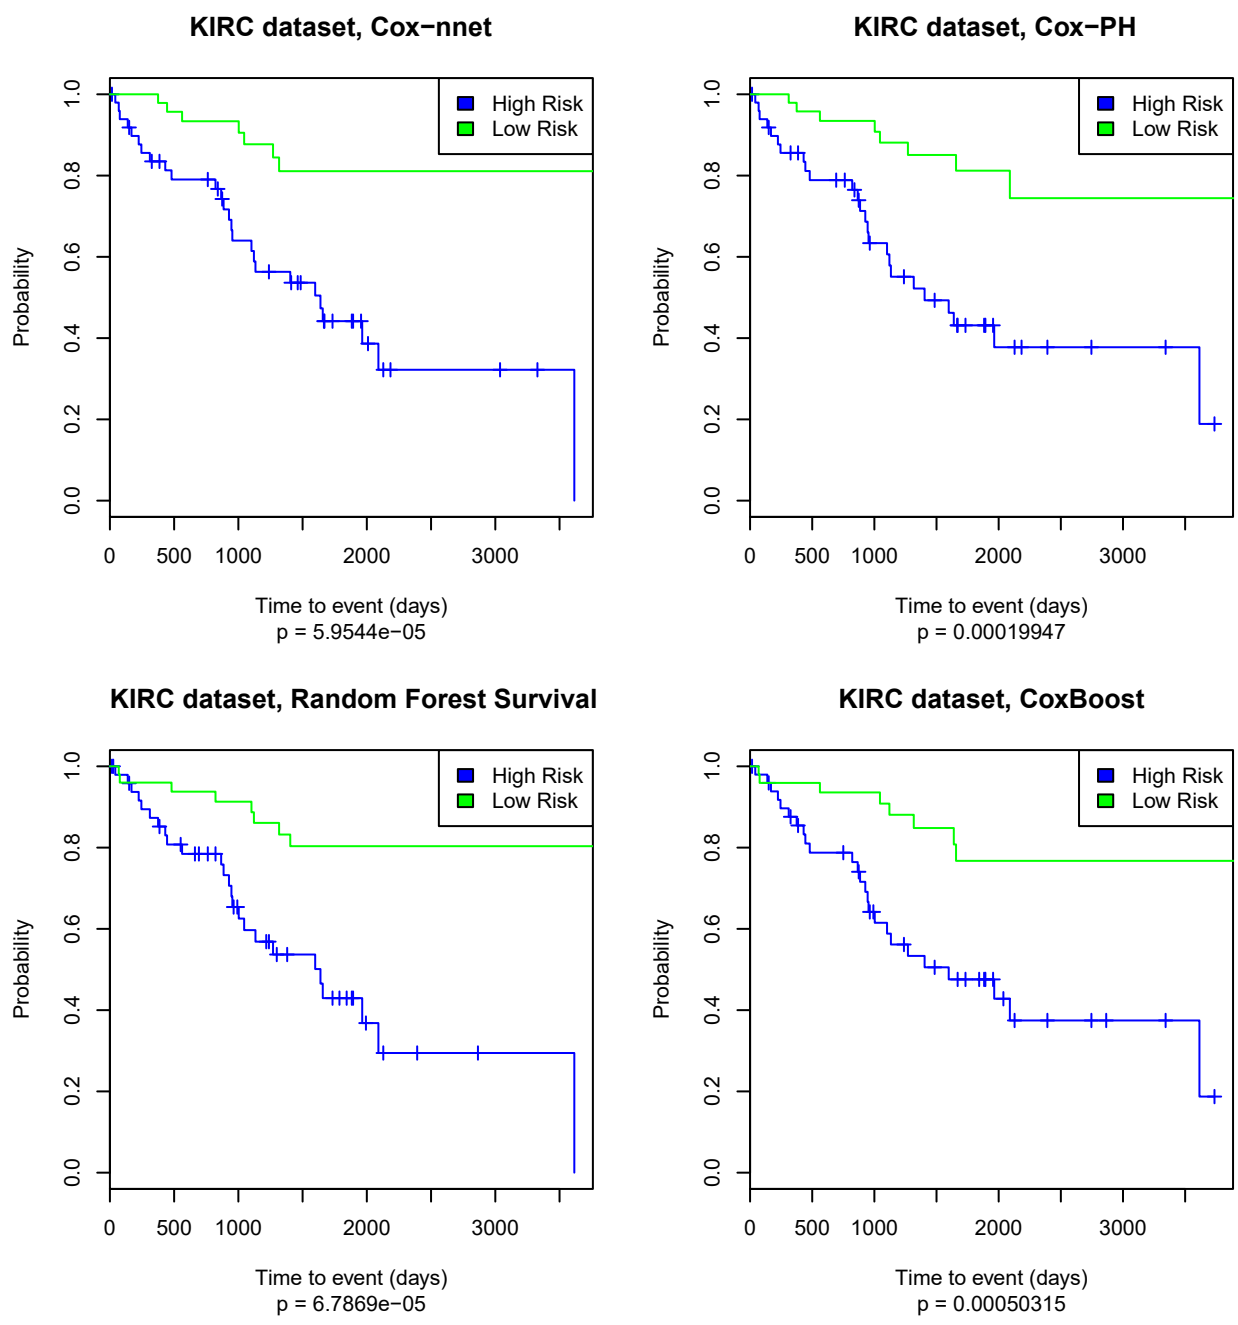 KIRC dataset, Cox−nnet
High Risk
Low Risk
Probability
0.0 0.2 0.4 0.6 0.8 1.0
0 500 1000 2000 3000
Time to event (days)
p = 5.9544e−05
KIRC dataset, Cox−PH
High Risk
Low Risk
Probability
0.0 0.2 0.4 0.6 0.8 1.0
0 500 1000 2000 3000
Time to event (days)
p = 0.00019947
KIRC dataset, Random Forest Survival
High Risk
Low Risk
Probability
0.0 0.2 0.4 0.6 0.8 1.0
0 500 1000 2000 3000
Time to event (days)
p = 6.7869e−05
KIRC dataset, CoxBoost
High Risk
Low Risk
Probability
0.0 0.2 0.4 0.6 0.8 1.0
0 500 1000 2000 3000
Time to event (days)
p = 0.00050315